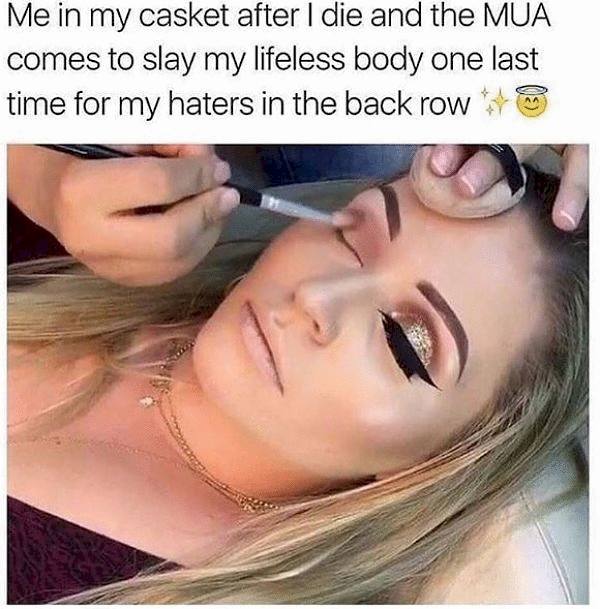 Me in my casket after I die and the MUA
comes to slay my lifeless body one last
time for my haters in the back row ✨😇